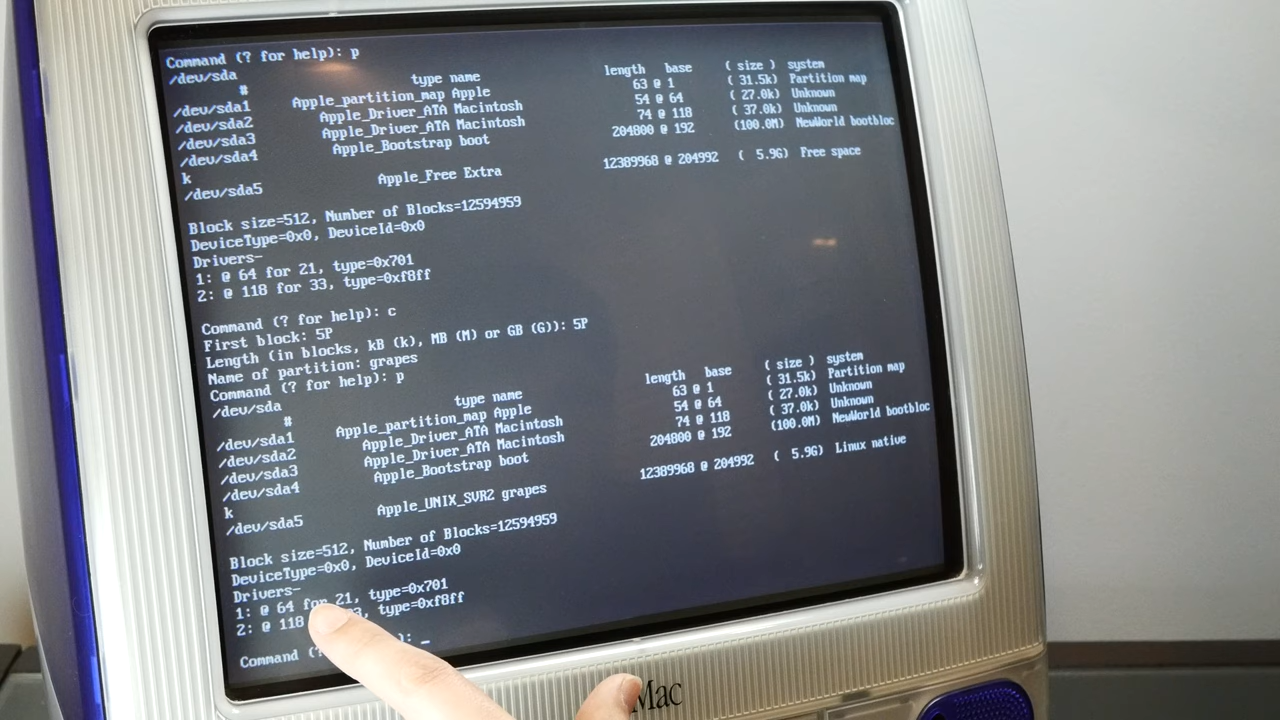 Command (? for help): p
/dev/sda
# type name length base ( size ) system
/dev/sda1 Apple_partition_map Apple 63 @ 1 ( 31.5k) Partition map
/dev/sda2 Apple_Driver_ATA Macintosh 54 @ 64 ( 27.0k) Unknown
/dev/sda3 Apple_Driver_ATA Macintosh 74 @ 118 ( 37.0k) Unknown
/dev/sda4 Apple_Bootstrap boot 204800 @ 192 (100.0M) NewWorld bootbloc
k
/dev/sda5 Apple_Free Extra 12389968 @ 204992 ( 5.9G) Free space
Block size=512, Number of Blocks=12594959
DeviceType=0x0, DeviceId=0x0
Drivers-
1: @ 64 for 21, type=0x701
2: @ 118 for 33, type=0xf8ff
Command (? for help): c
First block: 5P
Length (in blocks, kB (k), MB (M) or GB (G)): 5P
Name of partition: grapes
Command (? for help): p
/dev/sda
# type name length base ( size ) system
/dev/sda1 Apple_partition_map Apple 63 @ 1 ( 31.5k) Partition map
/dev/sda2 Apple_Driver_ATA Macintosh 54 @ 64 ( 27.0k) Unknown
/dev/sda3 Apple_Driver_ATA Macintosh 74 @ 118 ( 37.0k) Unknown
/dev/sda4 Apple_Bootstrap boot 204800 @ 192 (100.0M) NewWorld bootbloc
k
/dev/sda5 Apple_UNIX_SVR2 grapes 12389968 @ 204992 ( 5.9G) Linux native
Block size=512, Number of Blocks=12594959
DeviceType=0x0, DeviceId=0x0
Drivers-
1: @ 64 for 21, type=0x701
2: @ 118 33, type=0xf8ff
Command (? ): _
Mac